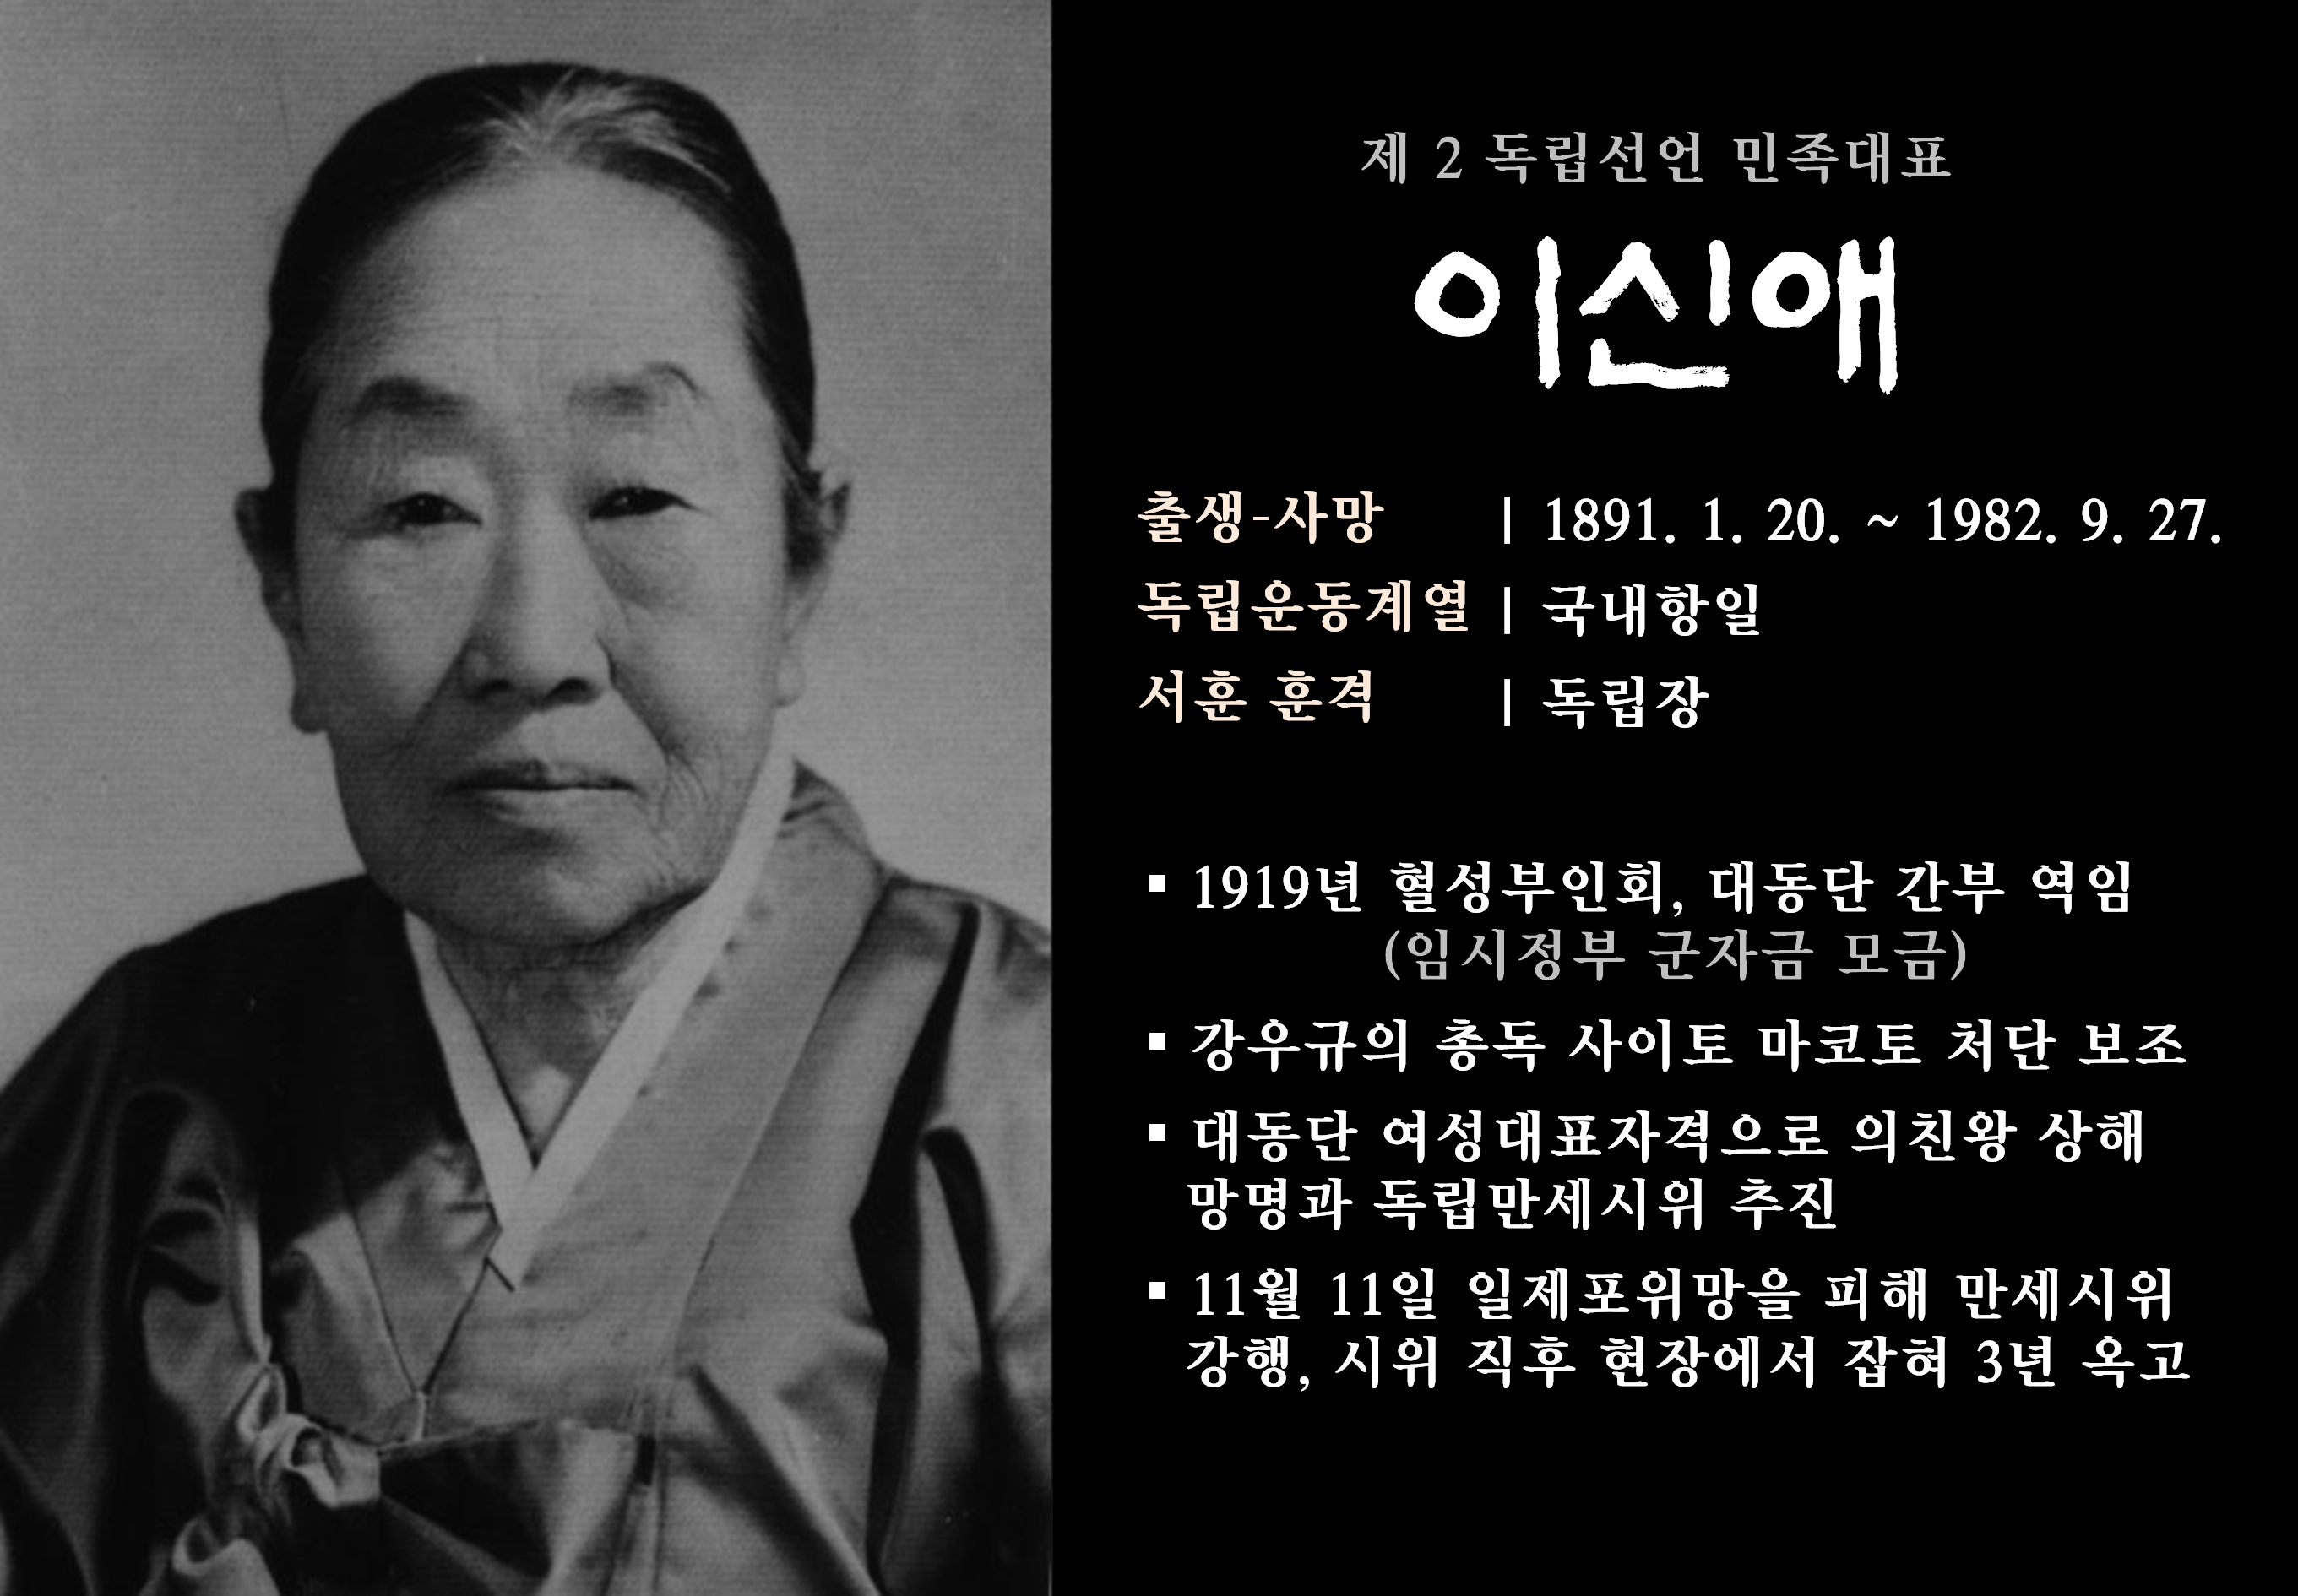 제 2 독립선언 민족대표
이신애
출생-사망 | 1891. 1. 20. ~ 1982. 9. 27.
독립운동계열 | 국내항일
서훈 훈격 | 독립장
▪ 1919년 혈성부인회, 대동단 간부 역임
(임시정부 군자금 모금)
▪ 강우규의 총독 사이토 마코토 처단 보조
▪ 대동단 여성대표자격으로 의친왕 상해
망명과 독립만세시위 추진
▪ 11월 11일 일제포위망을 피해 만세시위
강행, 시위 직후 현장에서 잡혀 3년 옥고